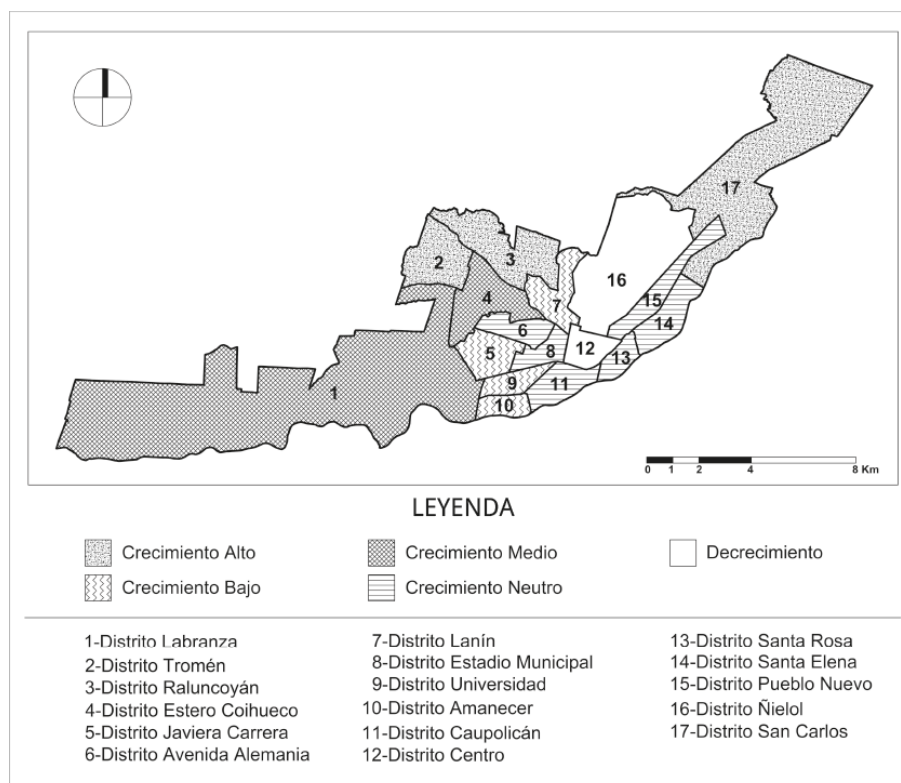 17
2
3
16
4
7
15
14
6
12
5
8
13
1
9
11
10
0 1 2 4 8 Km
LEYENDA
Crecimiento Alto
Crecimiento Medio
Decrecimiento
Crecimiento Bajo
Crecimiento Neutro
1-Distrito Labranza
2-Distrito Tromén
3-Distrito Raluncoyán
4-Distrito Estero Coihueco
5-Distrito Javiera Carrera
6-Distrito Avenida Alemania
7-Distrito Lanín
8-Distrito Estadio Municipal
9-Distrito Universidad
10-Distrito Amanecer
11-Distrito Caupolicán
12-Distrito Centro
13-Distrito Santa Rosa
14-Distrito Santa Elena
15-Distrito Pueblo Nuevo
16-Distrito Ñielol
17-Distrito San Carlos